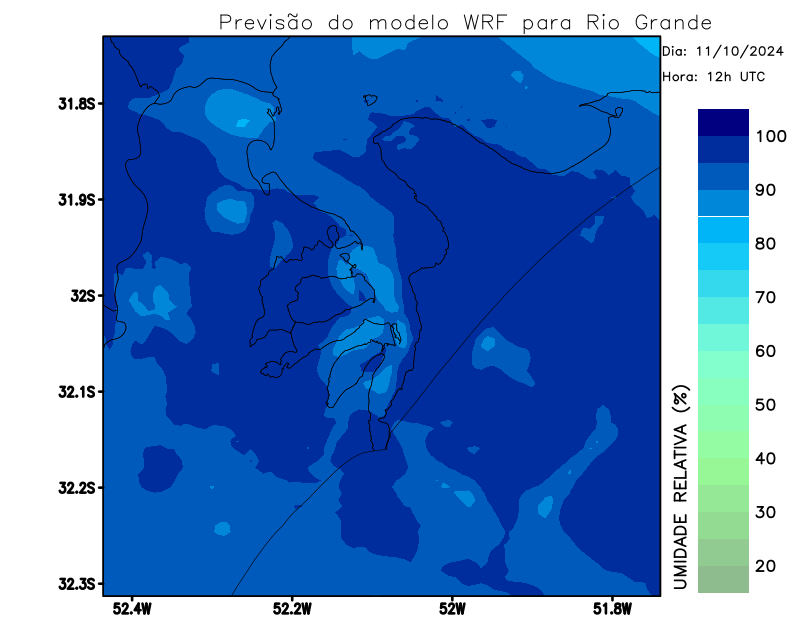 Previsão do modelo WRF para Rio Grande
Dia: 11/10/2024
Hora: 12h UTC
31.8S
31.9S
32S
32.1S
32.2S
32.3S
52.4W
52.2W
52W
51.8W
UMIDADE RELATIVA (%)
100
90
80
70
60
50
40
30
20